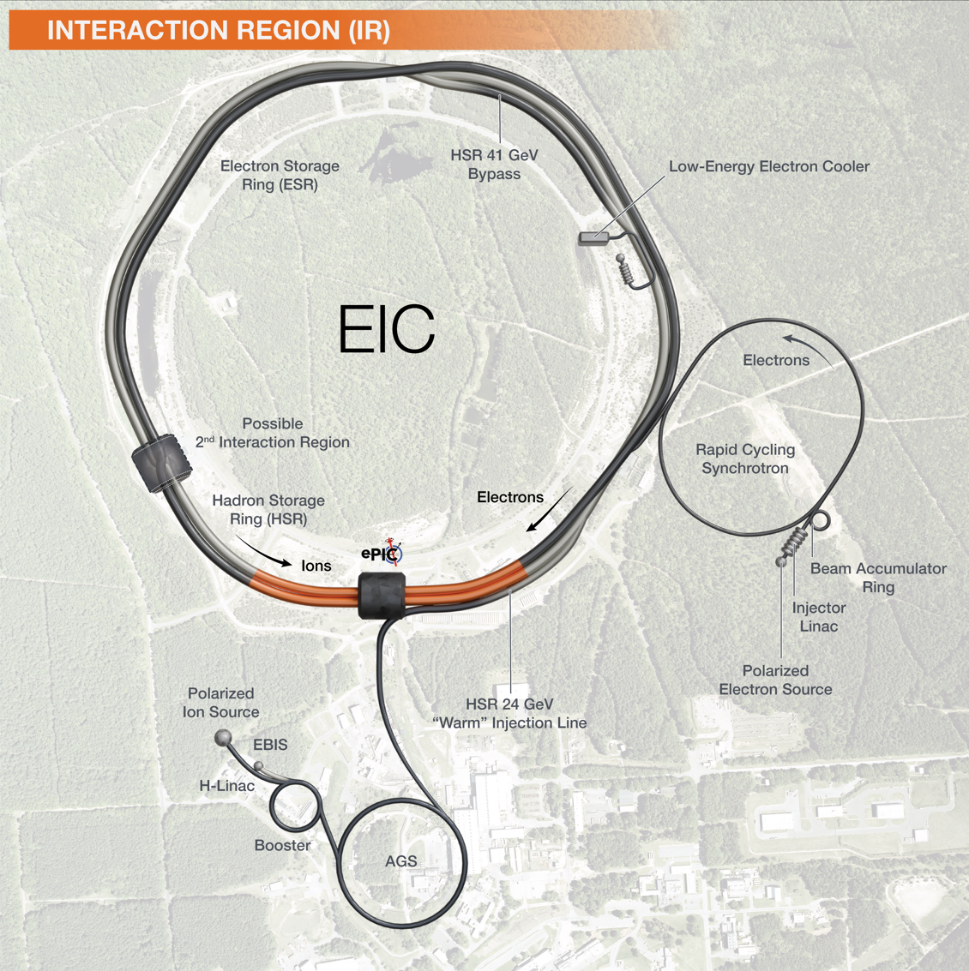 INTERACTION REGION (IR)
Electron Storage
Ring (ESR)
HSR 41 GeV
Bypass
Low-Energy Electron Cooler
EIC
Electrons
Possible
2nd Interaction Region
Rapid Cycling
Synchrotron
Hadron Storage
Ring (HSR)
Electrons
ePIC
Ions
Beam Accumulator
Ring
Injector
Linac
Polarized
Electron Source
Polarized
Ion Source
HSR 24 GeV
“Warm” Injection Line
EBIS
H-Linac
Booster
AGS